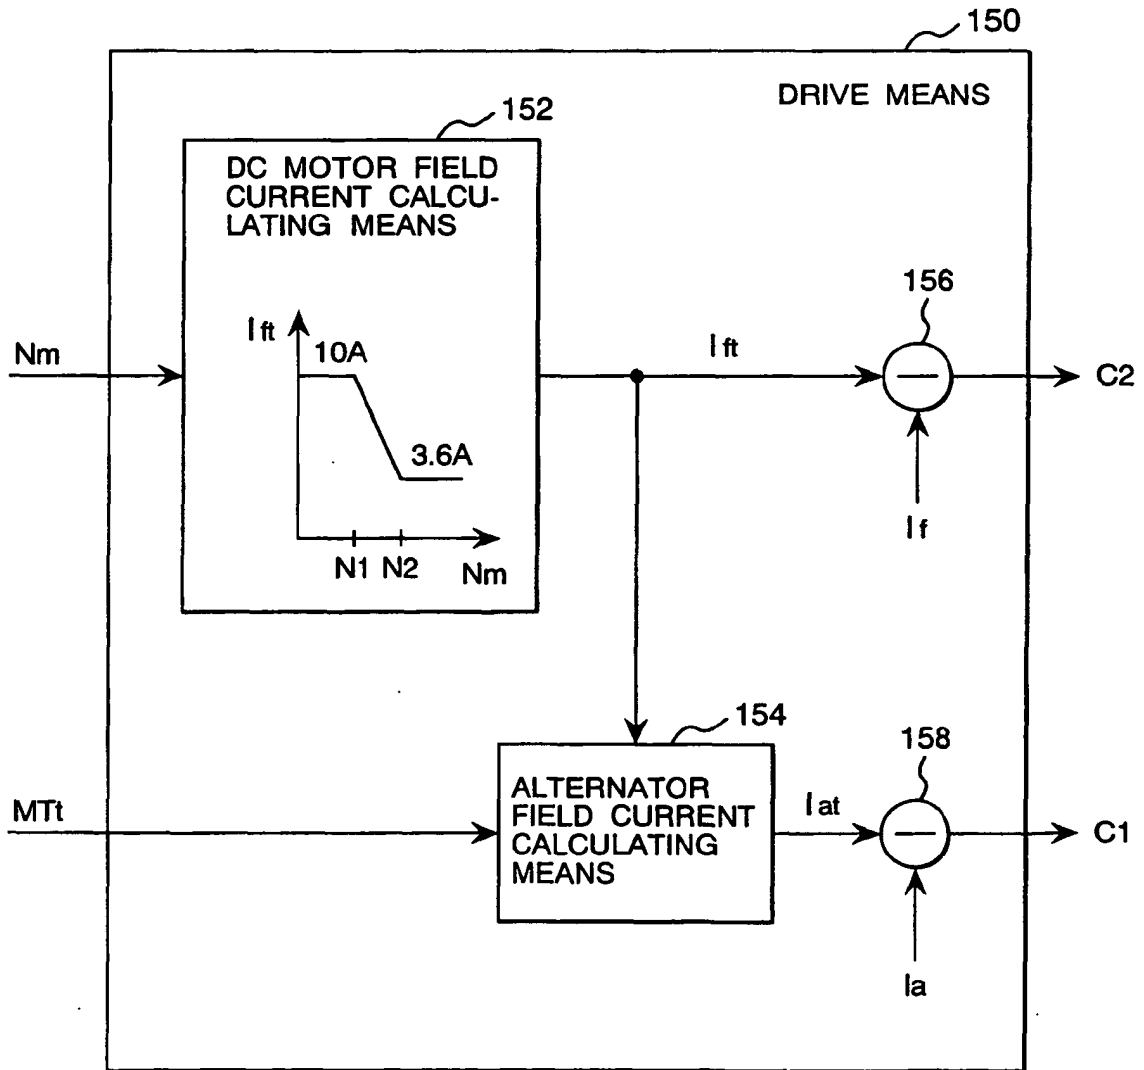 150
DRIVE MEANS
152
DC MOTOR FIELD
CURRENT CALCU-
LATING MEANS
Ift
10A
3.6A
N1 N2 Nm
Nm
Ift
156
C2
If
154
ALTERNATOR
FIELD CURRENT
CALCULATING
MEANS
MTt
Iat
158
C1
Ia